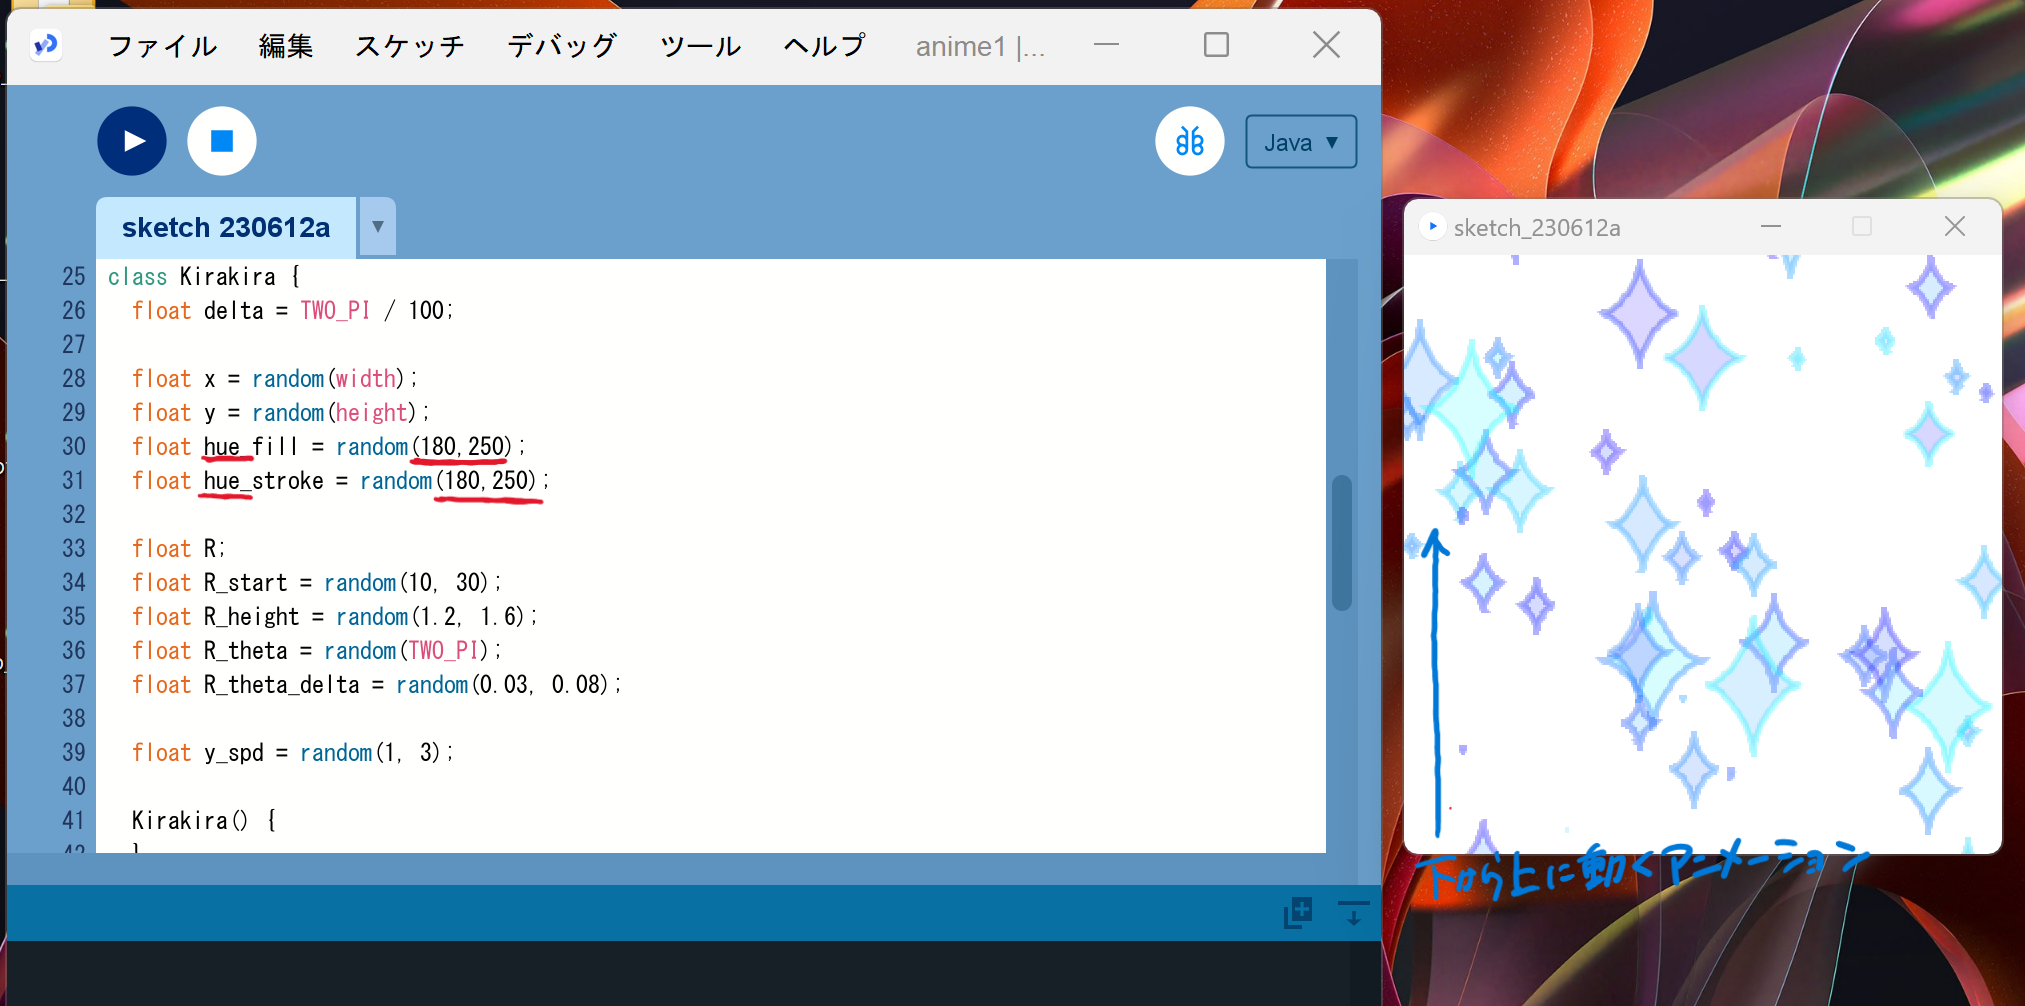 ファイル 編集 スケッチ デバッグ ツール ヘルプ anime1 |...
Java ▼
sketch 230612a ▼
25 class Kirakira {
26 float delta = TWO_PI / 100;
27
28 float x = random(width);
29 float y = random(height);
30 float hue_fill = random(180,250);
31 float hue_stroke = random(180,250);
32
33 float R;
34 float R_start = random(10, 30);
35 float R_height = random(1.2, 1.6);
36 float R_theta = random(TWO_PI);
37 float R_theta_delta = random(0.03, 0.08);
38
39 float y_spd = random(1, 3);
40
41 Kirakira() {
42 }
sketch_230612a
下から上に動くアニメーション